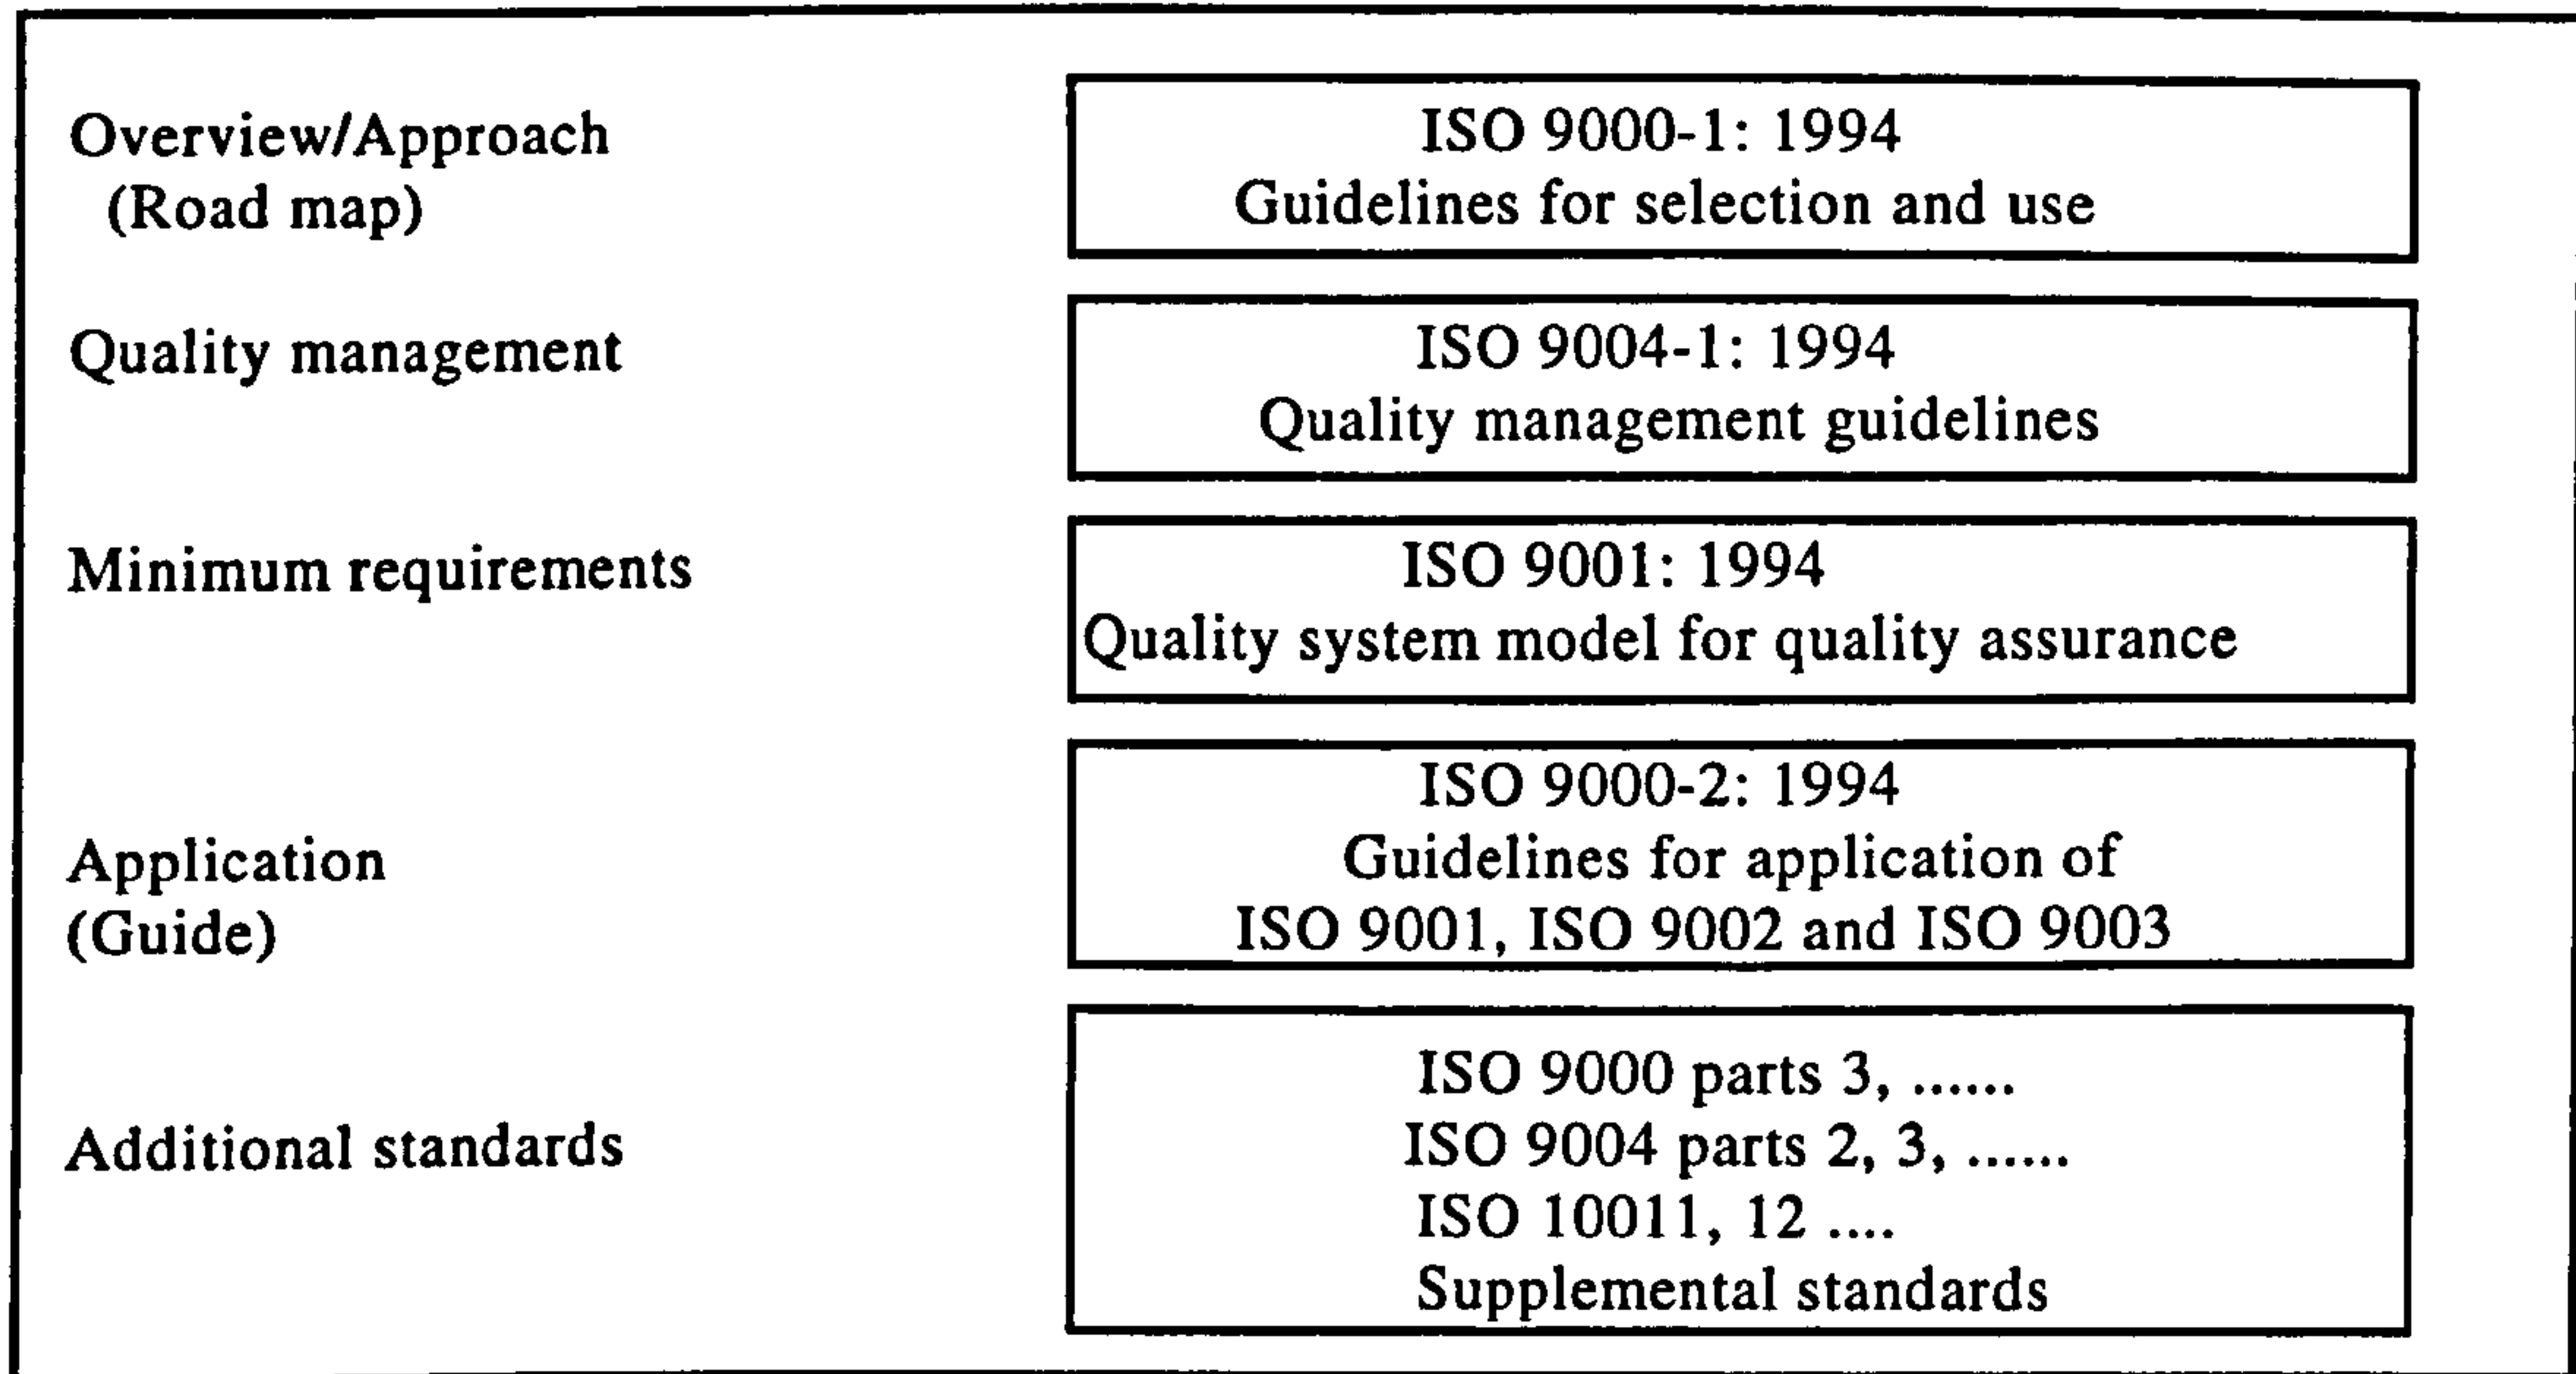 Overview/Approach
(Road map)
ISO 9000-1: 1994
Guidelines for selection and use
Quality management
ISO 9004-1: 1994
Quality management guidelines
Minimum requirements
ISO 9001: 1994
Quality system model for quality assurance
Application
(Guide)
ISO 9000-2: 1994
Guidelines for application of
ISO 9001, ISO 9002 and ISO 9003
Additional standards
ISO 9000 parts 3, ......
ISO 9004 parts 2, 3, ......
ISO 10011, 12 ....
Supplemental standards